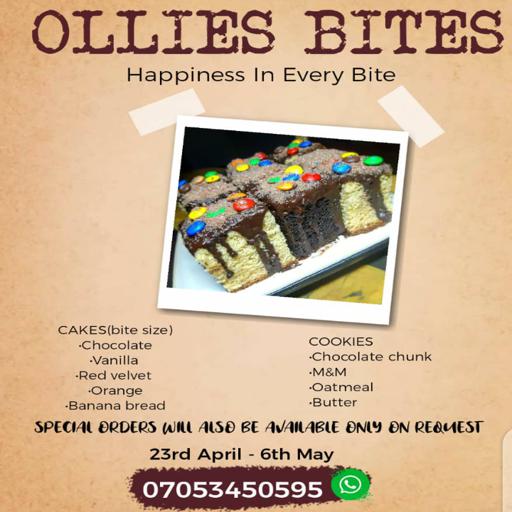 OLLIES BITES
Happiness In Every Bite
CAKES(bite size)
•Chocolate
•Vanilla
•Red velvet
•Orange
•Banana bread
COOKIES
•Chocolate chunk
•M&M
•Oatmeal
•Butter
SPECIAL ORDERS WILL ALSO BE AVAILABLE ONLY ON REQUEST
23rd April - 6th May
07053450595